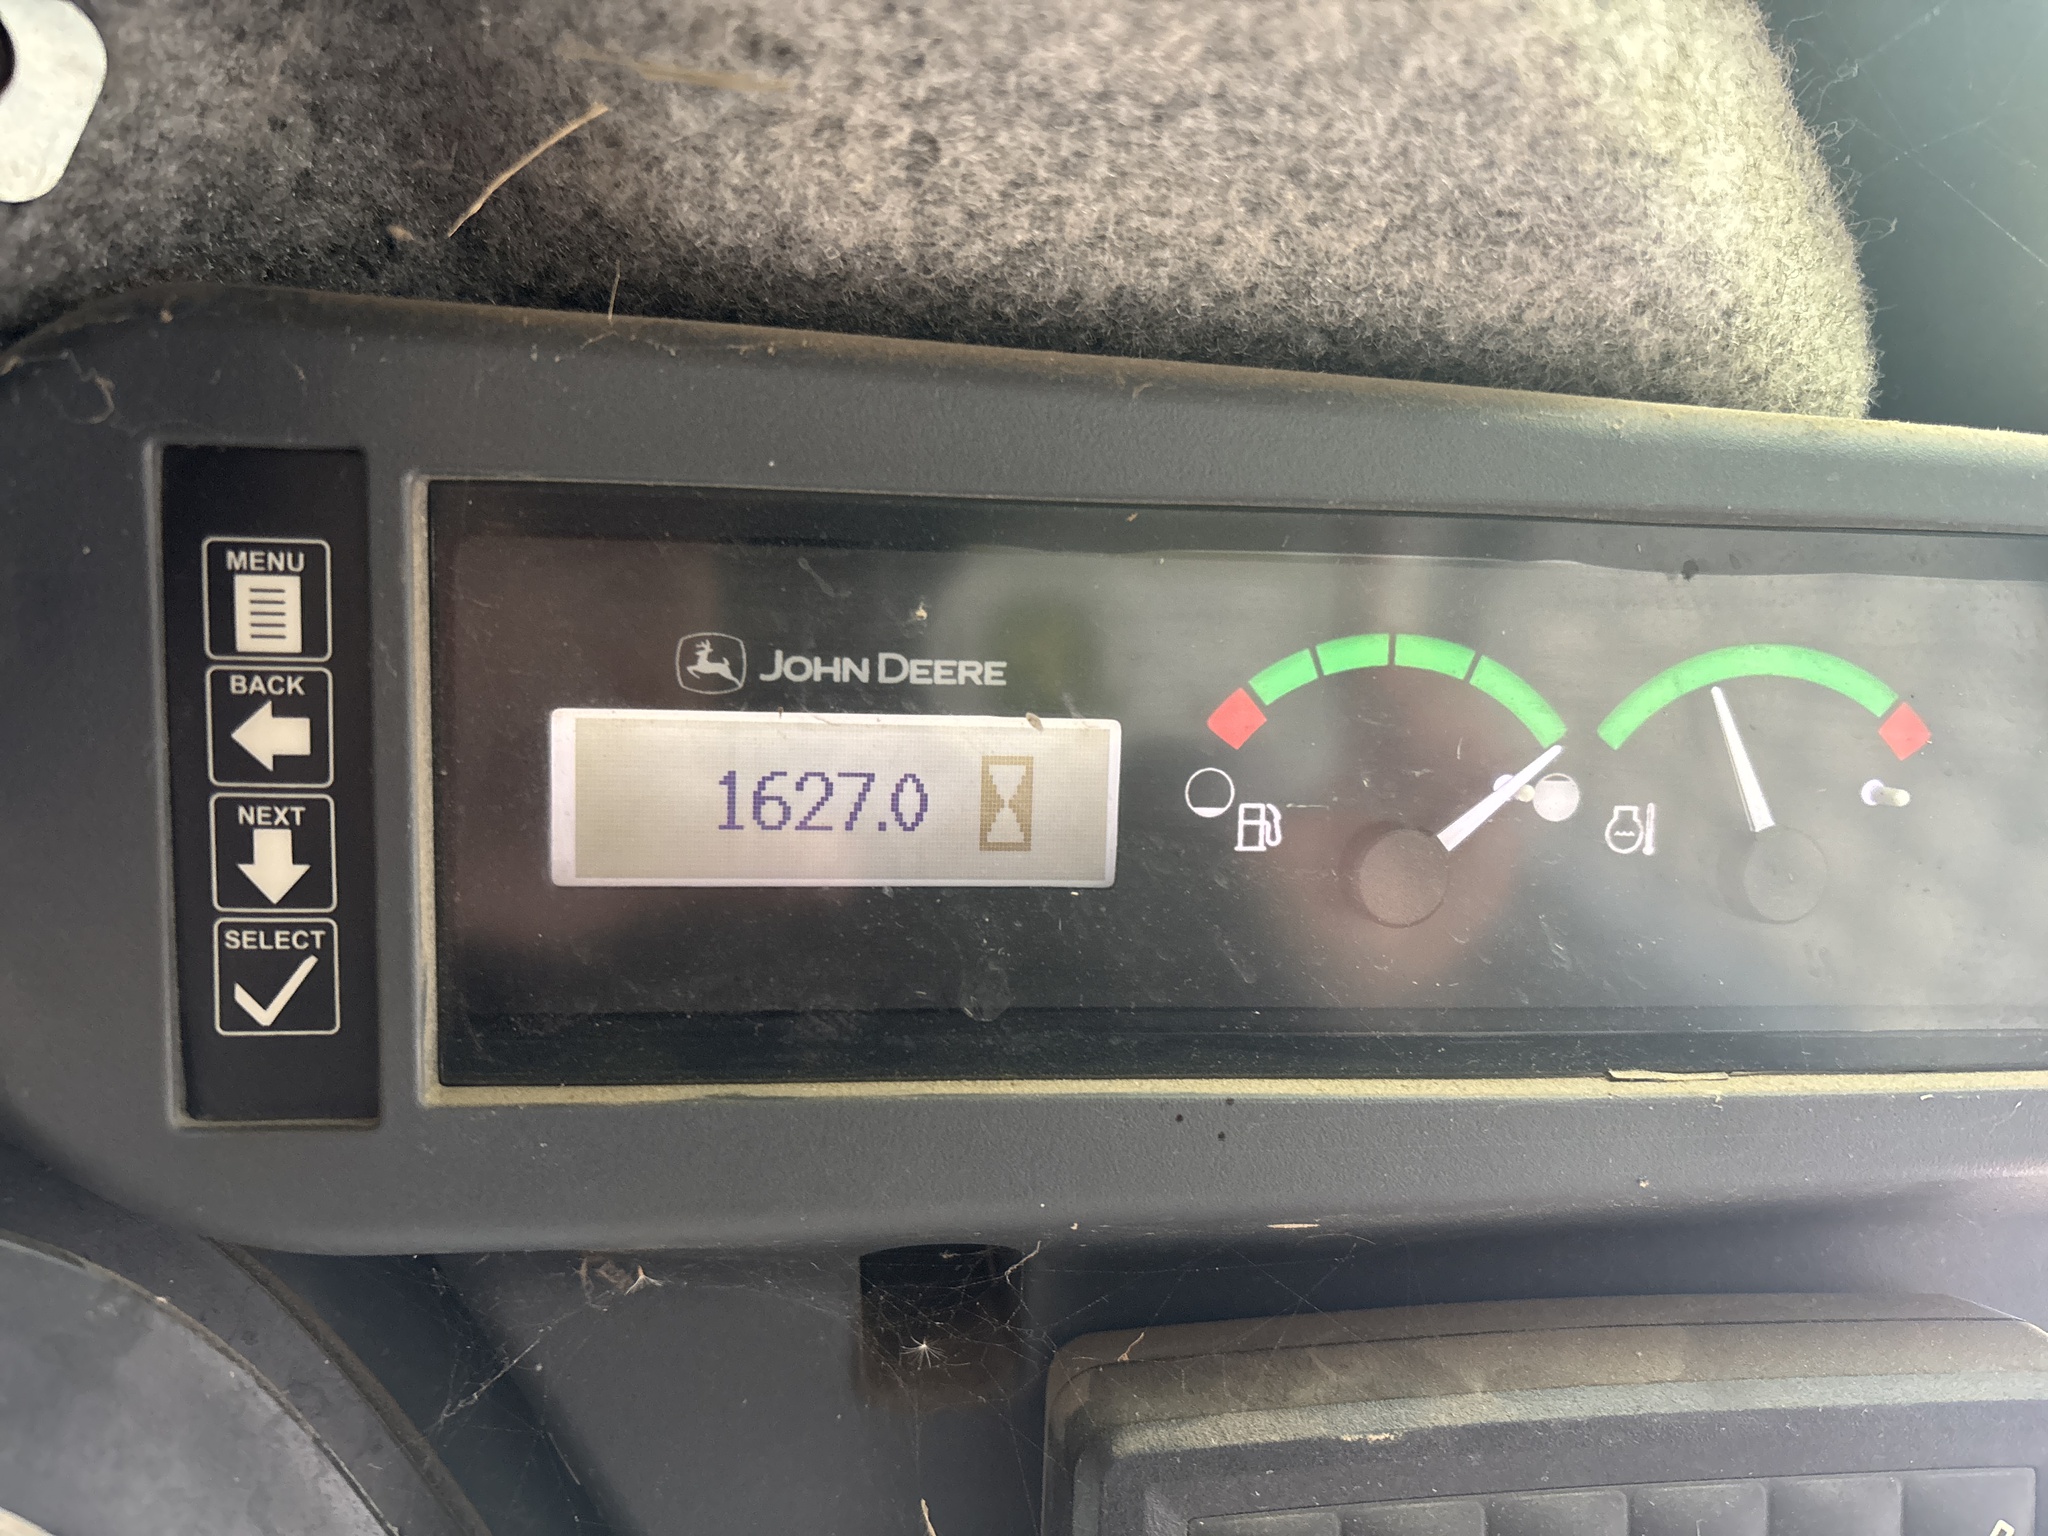 MENU
BACK
NEXT
SELECT
JOHN DEERE
1627.0